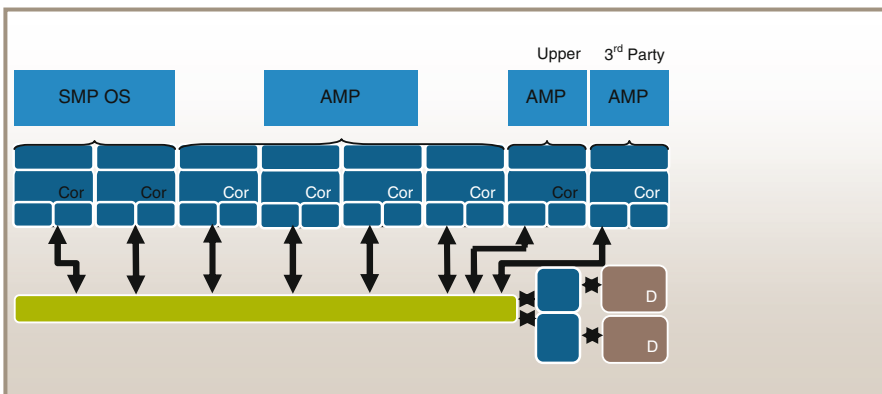 Upper 3rd Party
SMP OS AMP AMP AMP
Cor Cor Cor Cor Cor Cor Cor Cor
D
D